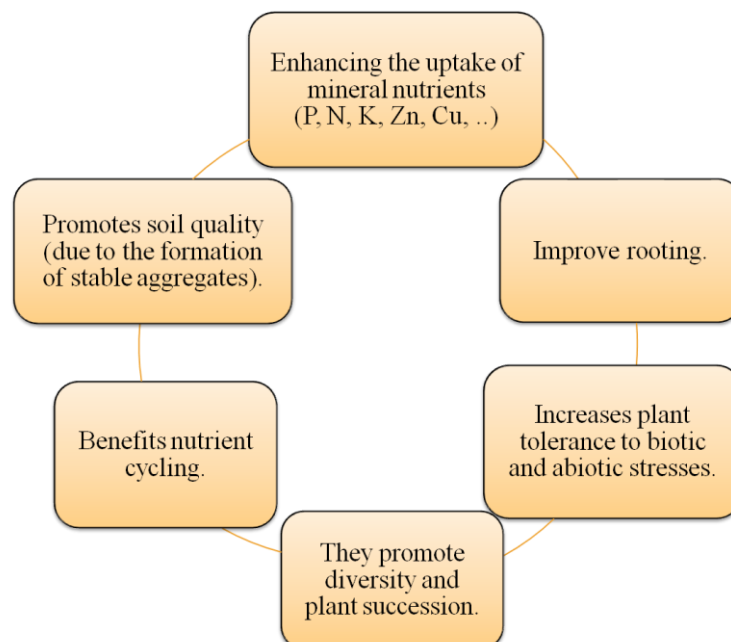 Enhancing the uptake of
mineral nutrients
(P, N, K, Zn, Cu, ..)
Improve rooting.
Increases plant
tolerance to biotic
and abiotic stresses.
They promote
diversity and
plant succession.
Benefits nutrient
cycling.
Promotes soil quality
(due to the formation
of stable aggregates).